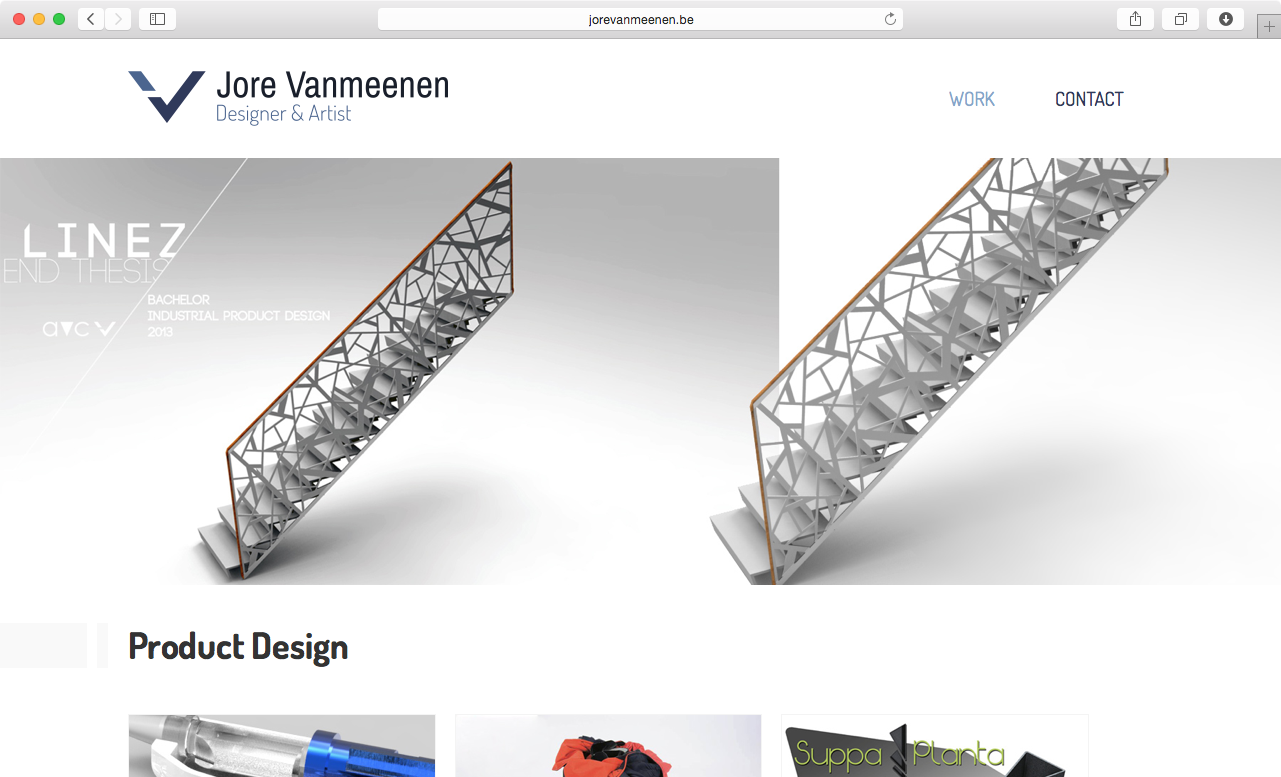 jorevanmeenen.be
Jore Vanmeenen
Designer & Artist
WORK
CONTACT
LINEZ
END THESIS
BACHELOR
INDUSTRIAL PRODUCT DESIGN
2013
avc
Product Design
Suppa Planta